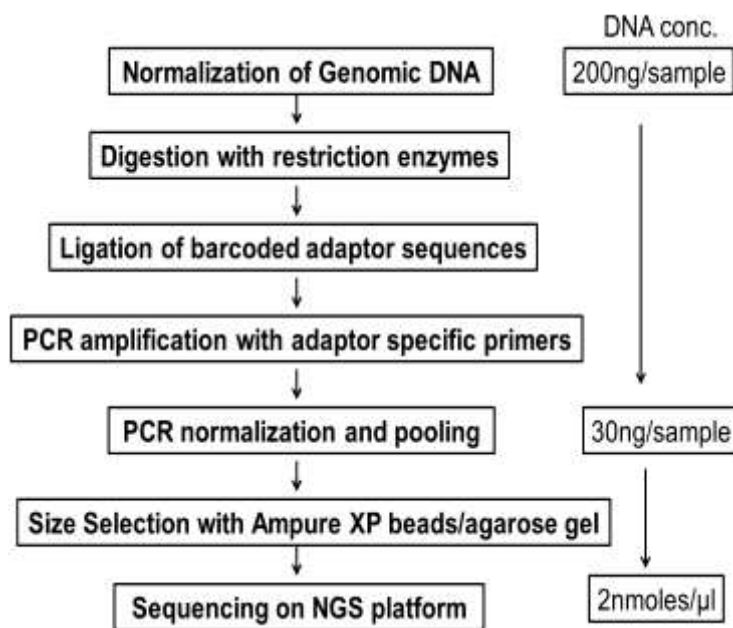 DNA conc.
Normalization of Genomic DNA
200ng/sample
Digestion with restriction enzymes
Ligation of barcoded adaptor sequences
PCR amplification with adaptor specific primers
PCR normalization and pooling
30ng/sample
Size Selection with Ampure XP beads/agarose gel
Sequencing on NGS platform
2nmoles/µl